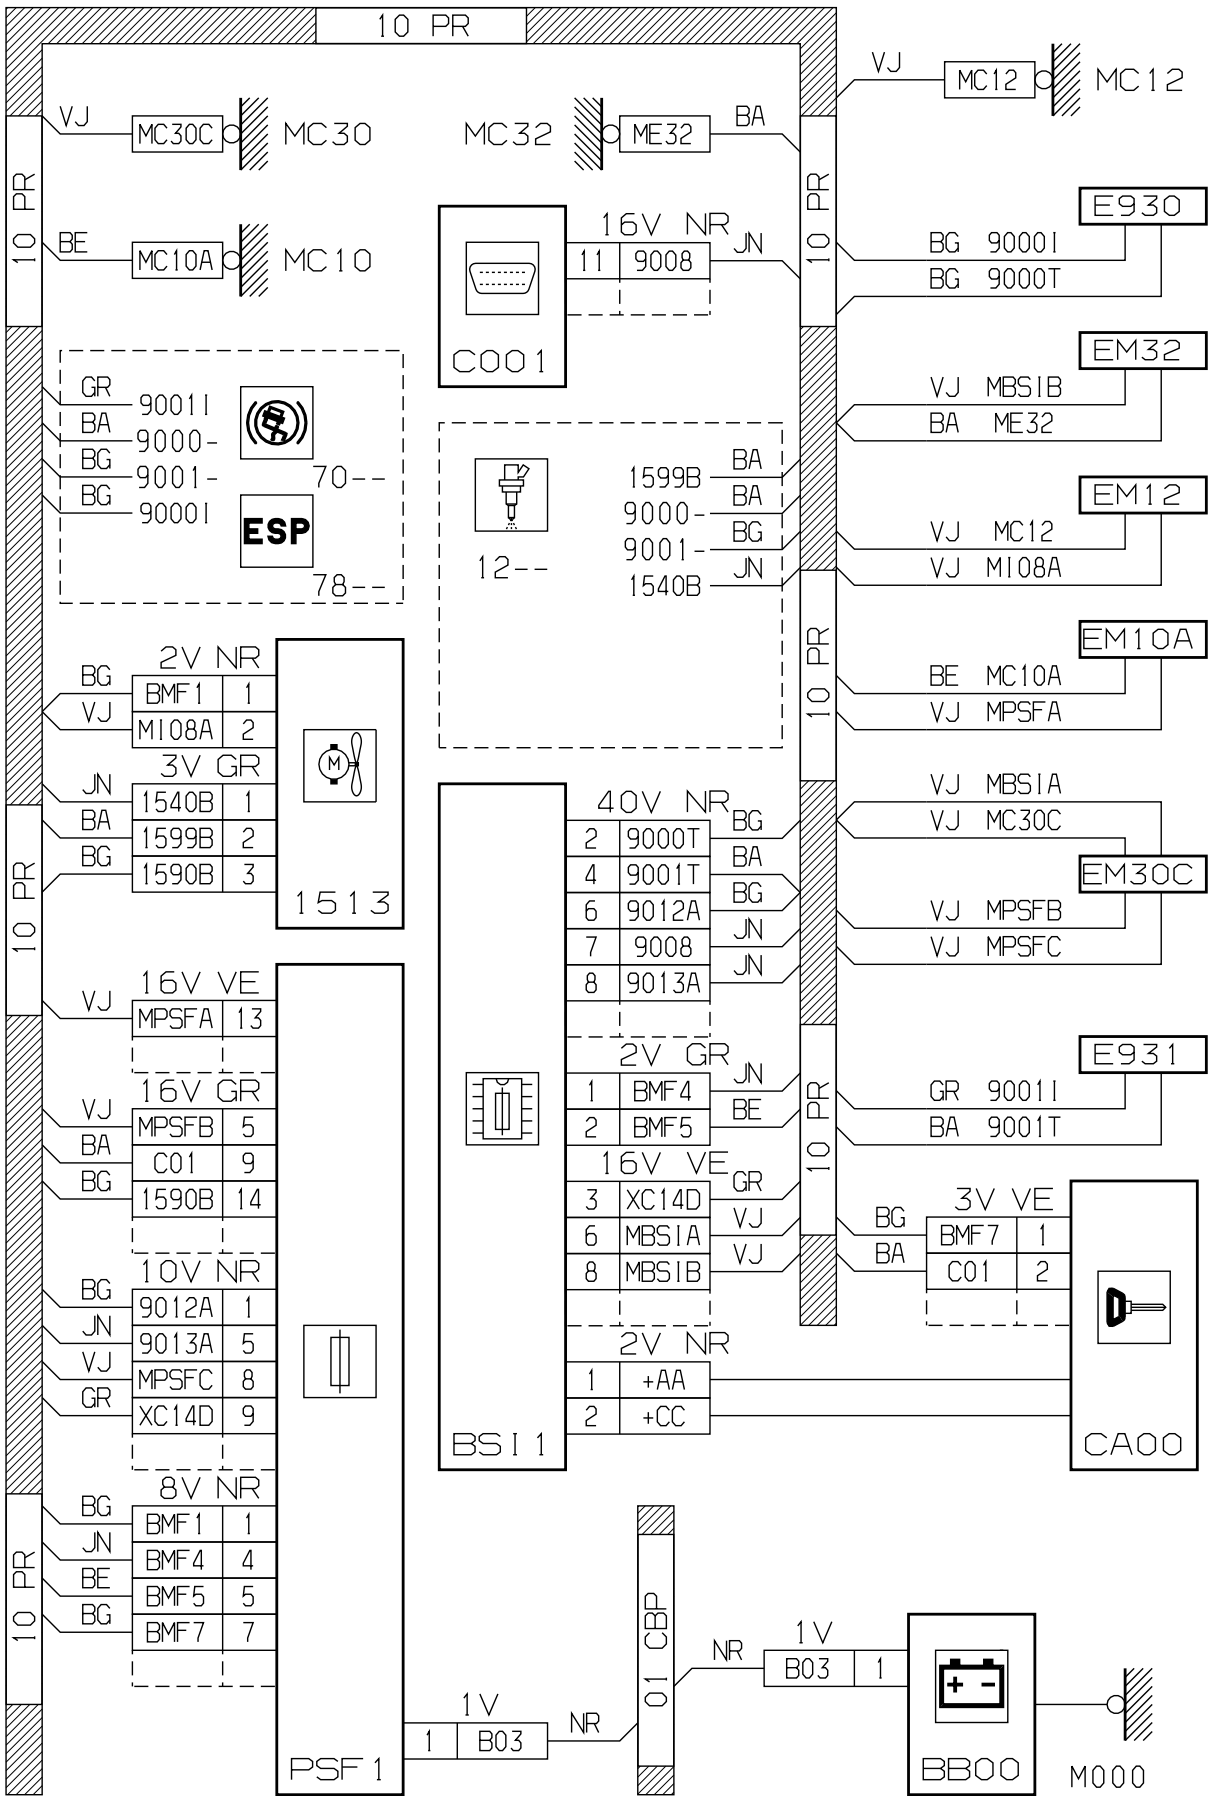 10 PR
VJ MC12 MC12
VJ MC30C MC30
MC32 ME32 BA
10 PR
10 PR
BE MC10A MC10
16V NR
11 9008 JN
C001
E930
BG 9000I
BG 9000T
GR 9001I
BA 9000-
BG 9001-
BG 9000I
70--
ESP
78--
12--
1599B BA
9000- BA
9001- BG
1540B JN
EM32
VJ MBSIB
BA ME32
EM12
VJ MC12
VJ MI08A
2V NR
BG BMF1 1
VJ MI08A 2
3V GR
JN 1540B 1
BA 1599B 2
BG 1590B 3
M
1513
10 PR
10 PR
EM10A
BE MC10A
VJ MPSFA
VJ MBSIA
VJ MC30C
EM30C
VJ MPSFB
VJ MPSFC
40V NR
2 9000T BG
4 9001T BA
6 9012A BG
7 9008 JN
8 9013A JN
2V GR
1 BMF4 JN
2 BMF5 BE
16V VE
3 XC14D GR
6 MBSIA VJ
8 MBSIB VJ
2V NR
1 +AA
2 +CC
BSI1
10 PR
E931
GR 9001I
BA 9001T
3V VE
BG BMF7 1
BA C01 2
CA00
16V VE
VJ MPSFA 13
16V GR
VJ MPSFB 5
BA C01 9
BG 1590B 14
10V NR
BG 9012A 1
JN 9013A 5
VJ MPSFC 8
GR XC14D 9
8V NR
BG BMF1 1
JN BMF4 4
BE BMF5 5
BG BMF7 7
10 PR
PSF1
1V
1 B03 NR
01 CBP
NR
1V
B03 1
+ -
BB00
M000